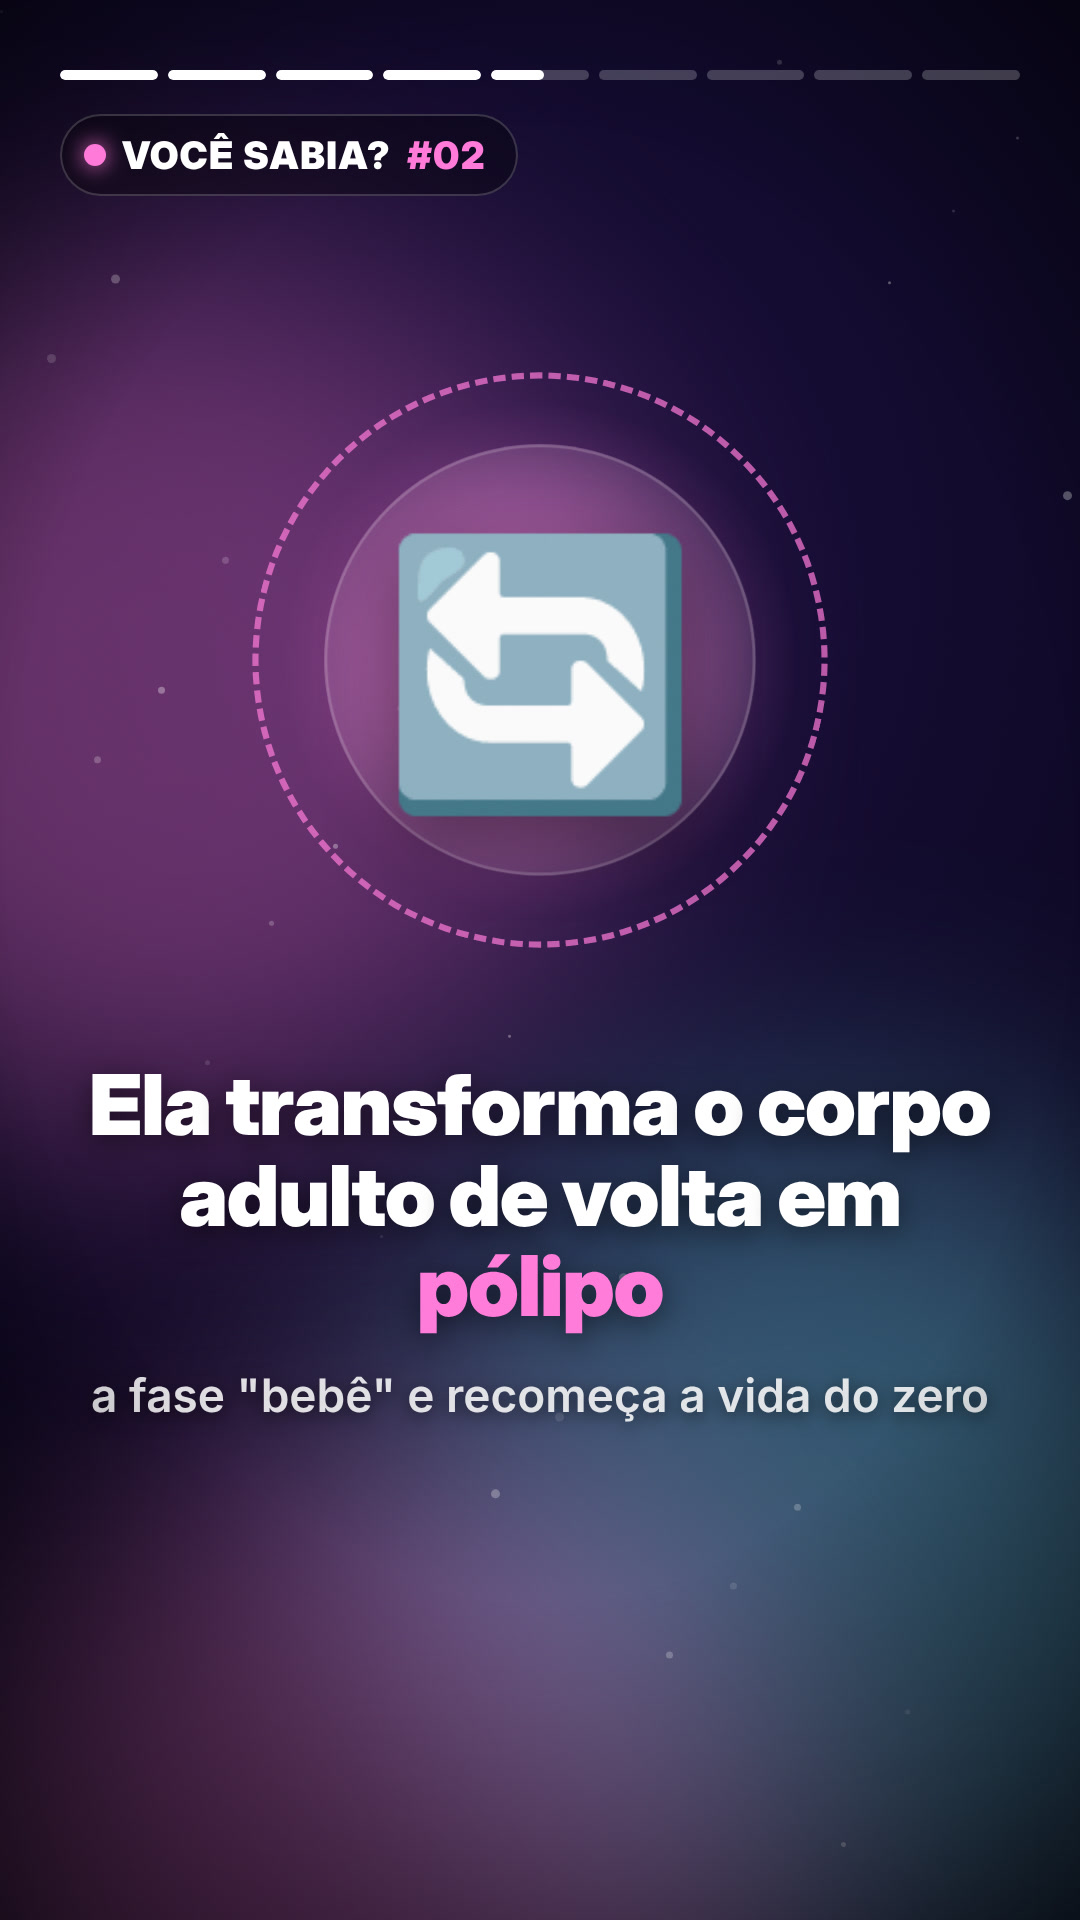 VOCÊ SABIA? #02
Ela transforma o corpo
adulto de volta em
pólipo
a fase "bebê" e recomeça a vida do zero